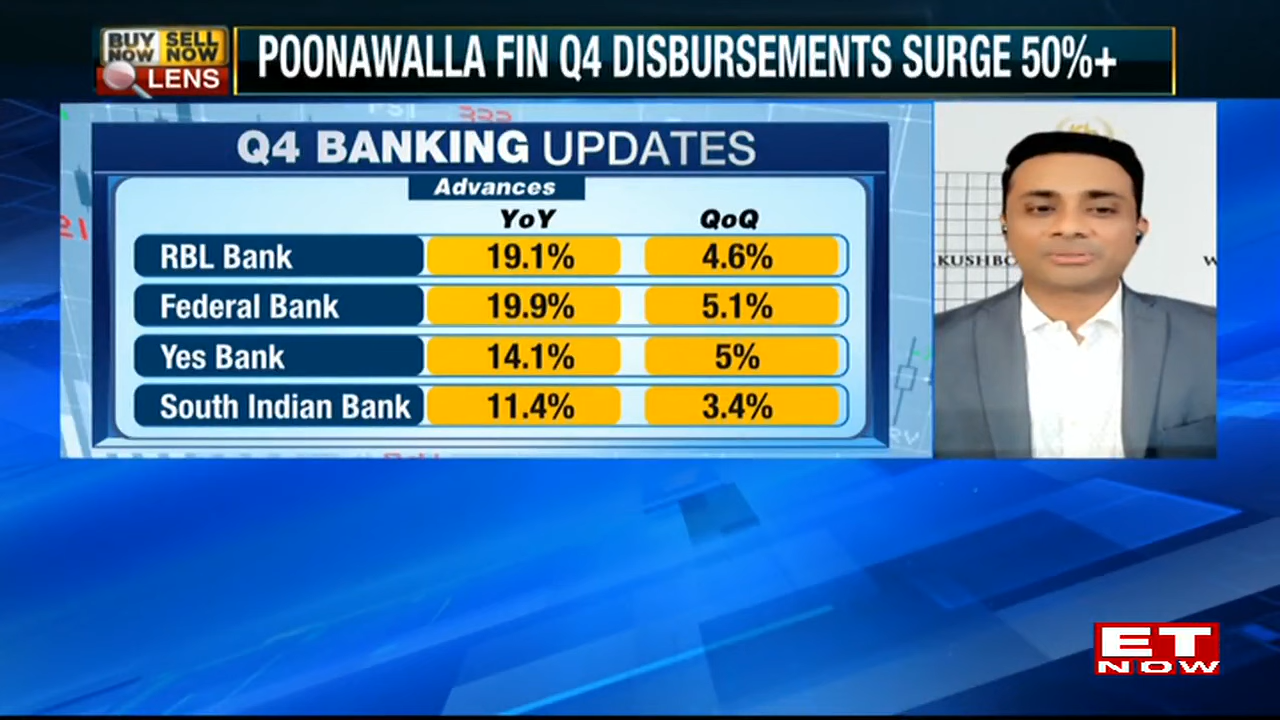 BUY NOW SELL NOW
LENS
POONAWALLA FIN Q4 DISBURSEMENTS SURGE 50%+
Q4 BANKING UPDATES
Advances
YoY QoQ
RBL Bank 19.1% 4.6%
Federal Bank 19.9% 5.1%
Yes Bank 14.1% 5%
South Indian Bank 11.4% 3.4%
KUSHBO
W
ET
NOW